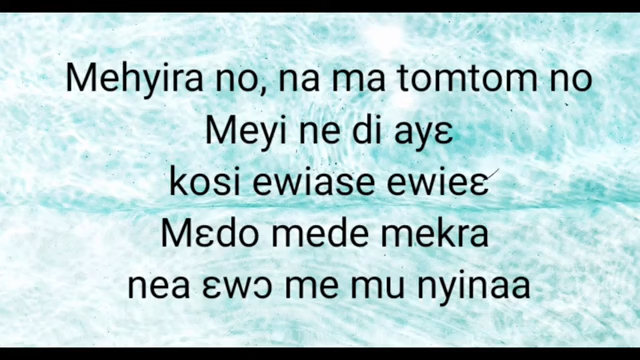 Mehyira no, na ma tomtom no
Meyi ne di ayɛ
kosi ewiase ewieɛ
Mɛdo mede mekra
nea ɛwɔ me mu nyinaa